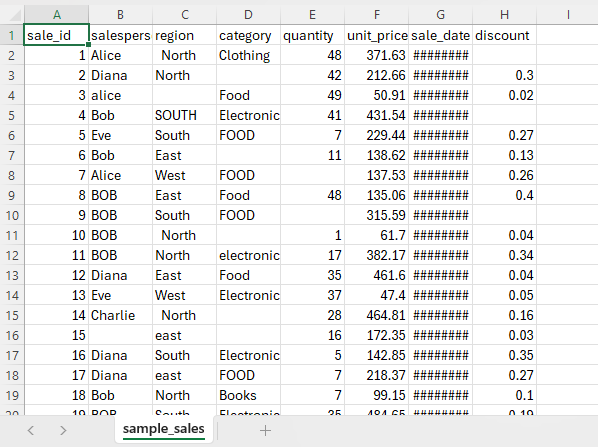 A B C D E F G H I
1 sale_id salespers region category quantity unit_price sale_date discount
2 1 Alice North Clothing 48 371.63 ########
3 2 Diana North 42 212.66 ######## 0.3
4 3 alice Food 49 50.91 ######## 0.02
5 4 Bob SOUTH Electronic 41 431.54 ########
6 5 Eve South FOOD 7 229.44 ######## 0.27
7 6 Bob East 11 138.62 ######## 0.13
8 7 Alice West FOOD 137.53 ######## 0.26
9 8 BOB East Food 48 135.06 ######## 0.4
10 9 BOB South FOOD 315.59 ########
11 10 BOB North 1 61.7 ######## 0.04
12 11 BOB North electronic 17 382.17 ######## 0.34
13 12 Diana East Food 35 461.6 ######## 0.04
14 13 Eve West Electronic 37 47.4 ######## 0.05
15 14 Charlie North 28 464.81 ######## 0.16
16 15 east 16 172.35 ######## 0.03
17 16 Diana South Electronic 5 142.85 ######## 0.35
18 17 Diana east FOOD 7 218.37 ######## 0.27
19 18 Bob North Books 7 99.15 ######## 0.1
20 19 BOB South Electronic 35 484.65 ######## 0.19
sample_sales